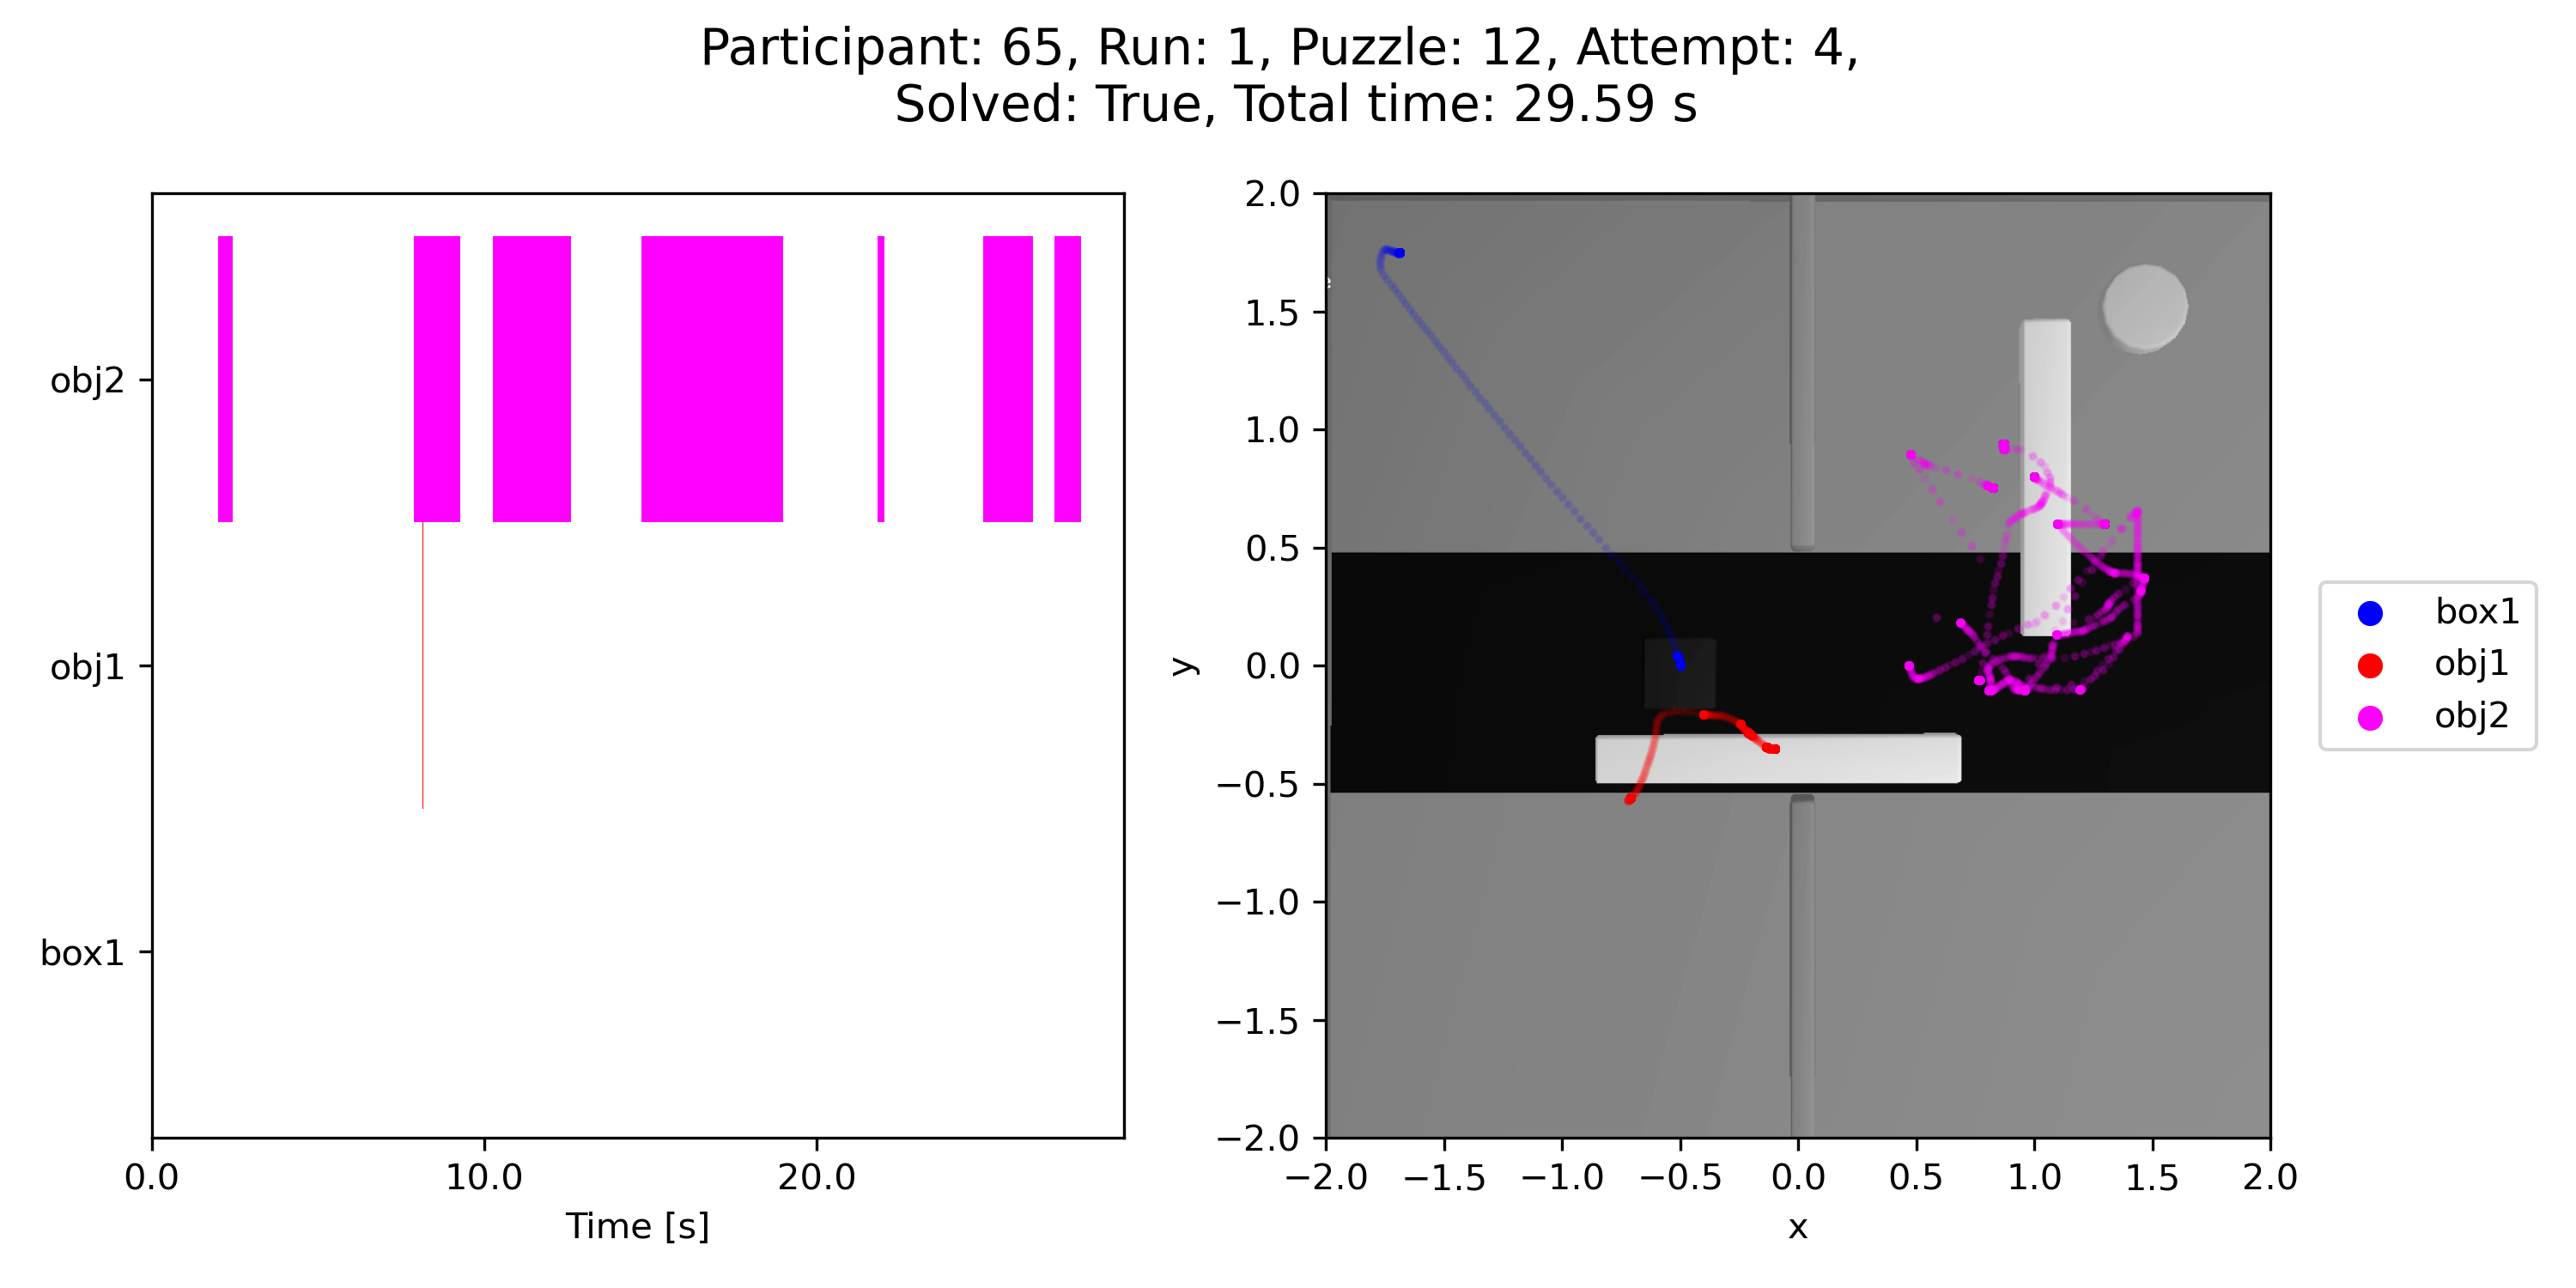 Participant: 65, Run: 1, Puzzle: 12, Attempt: 4,
Solved: True, Total time: 29.59 s
obj2
obj1
box1
0.0 10.0 20.0
Time [s]
2.0
1.5
1.0
0.5
0.0
−0.5
−1.0
−1.5
−2.0
y
−2.0 −1.5 −1.0 −0.5 0.0 0.5 1.0 1.5 2.0
x
box1
obj1
obj2